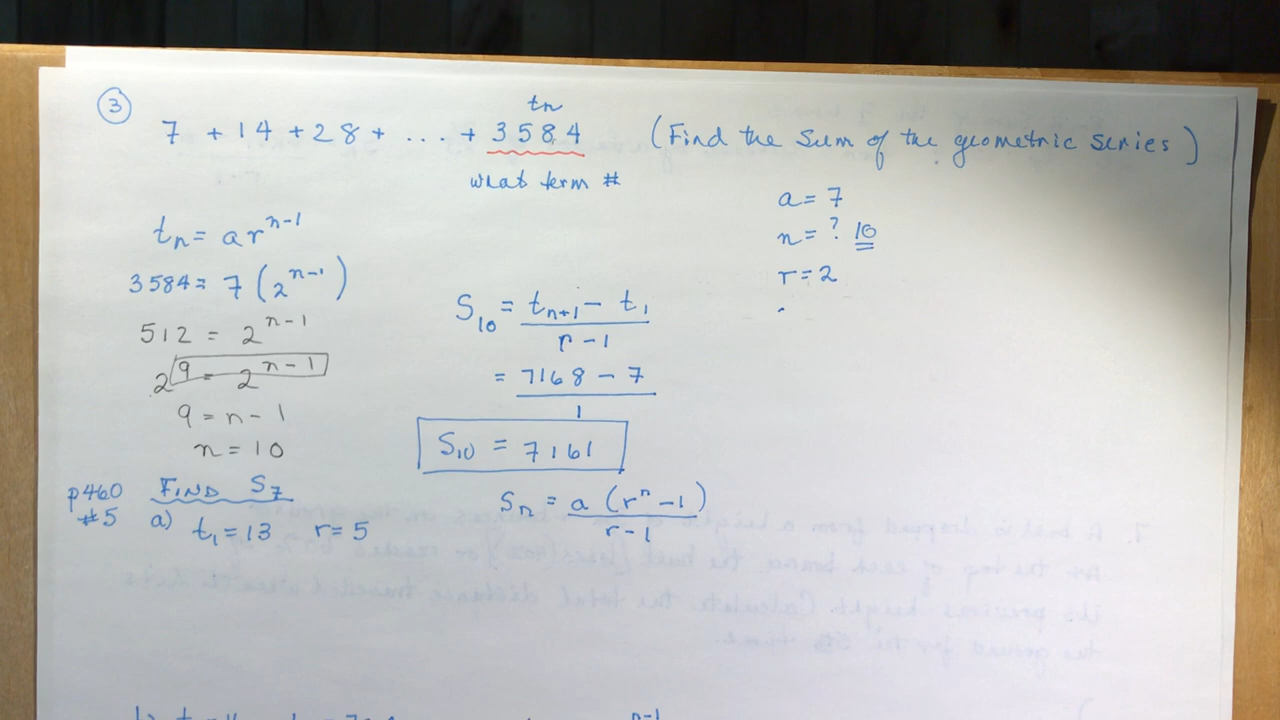 ③
tn
7 + 14 + 28 + ... + 3584 (Find the sum of the geometric series)
what term #
a = 7
n = ? 10
r = 2
tn = ar^n-1
3584 = 7(2^n-1)
512 = 2^n-1
2^9 = 2^n-1
9 = n-1
n = 10
S10 = tn+1 - t1
r-1
= 7168 - 7
1
S10 = 7161
p460 FIND S7
#5 a) t1 = 13 r = 5
Sn = a(r^n - 1)
r-1
n-1